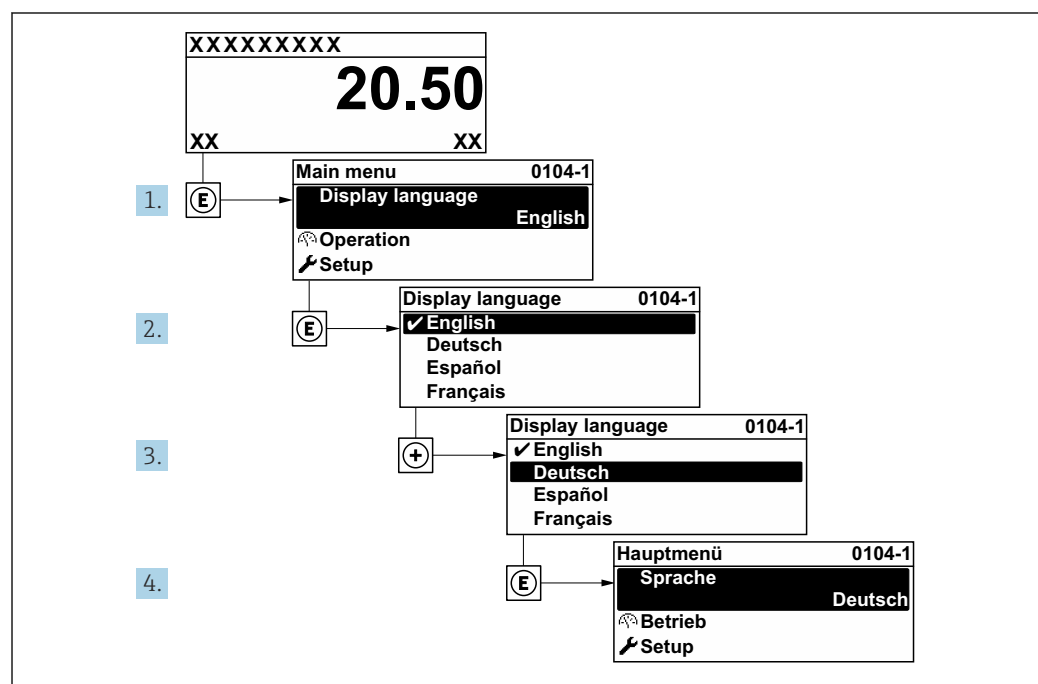 XXXXXXXXX
20.50
XX XX
Main menu 0104-1
1. E Display language
English
Operation
Setup
Display language 0104-1
2. E ✔English
Deutsch
Español
Français
Display language 0104-1
3. + ✔English
Deutsch
Español
Français
Hauptmenü 0104-1
4. E Sprache
Deutsch
Betrieb
Setup